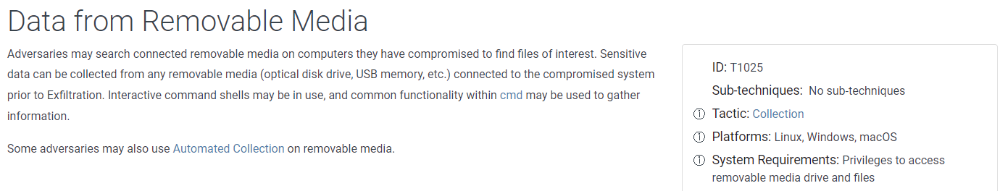 Data from Removable Media
Adversaries may search connected removable media on computers they have compromised to find files of interest. Sensitive
data can be collected from any removable media (optical disk drive, USB memory, etc.) connected to the compromised system
prior to Exfiltration. Interactive command shells may be in use, and common functionality within cmd may be used to gather
information.
Some adversaries may also use Automated Collection on removable media.
ID: T1025
Sub-techniques: No sub-techniques
Tactic: Collection
Platforms: Linux, Windows, macOS
System Requirements: Privileges to access
removable media drive and files